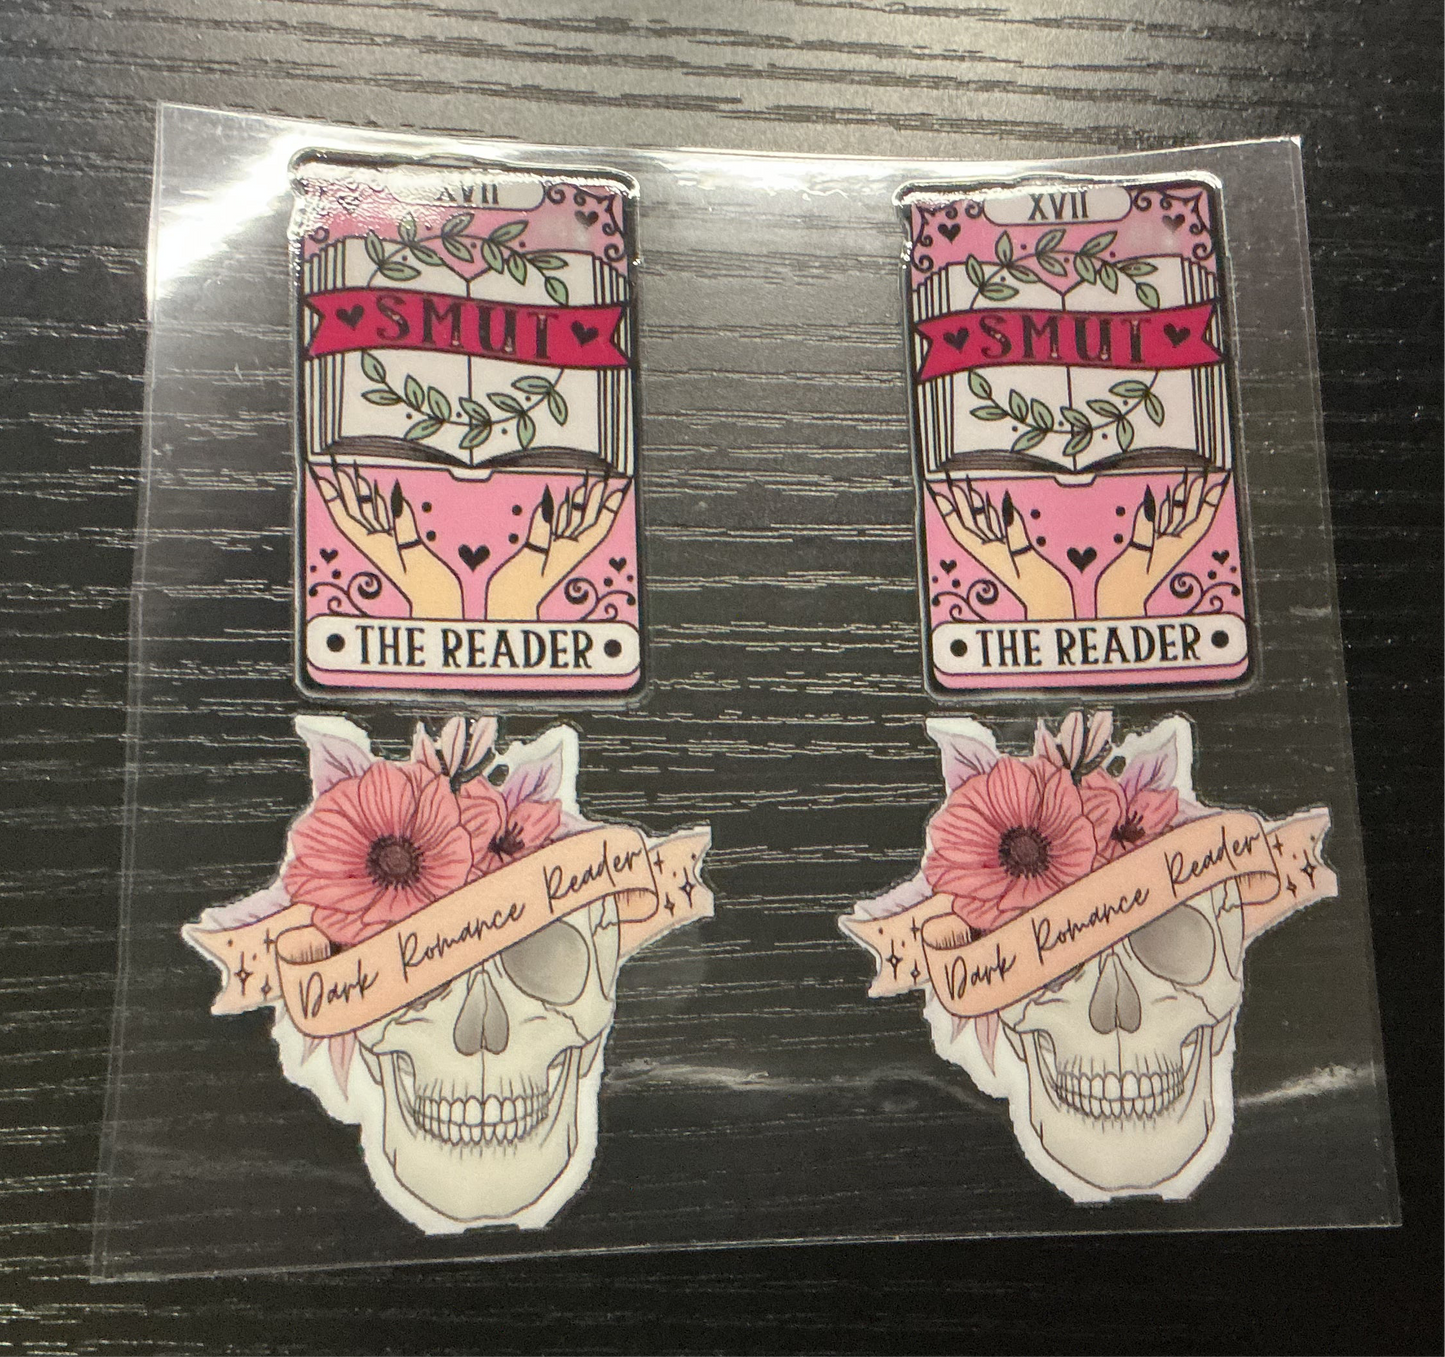 XVII
SMUT
THE READER
Dark Romance Reader
XVII
SMUT
THE READER
Dark Romance Reader